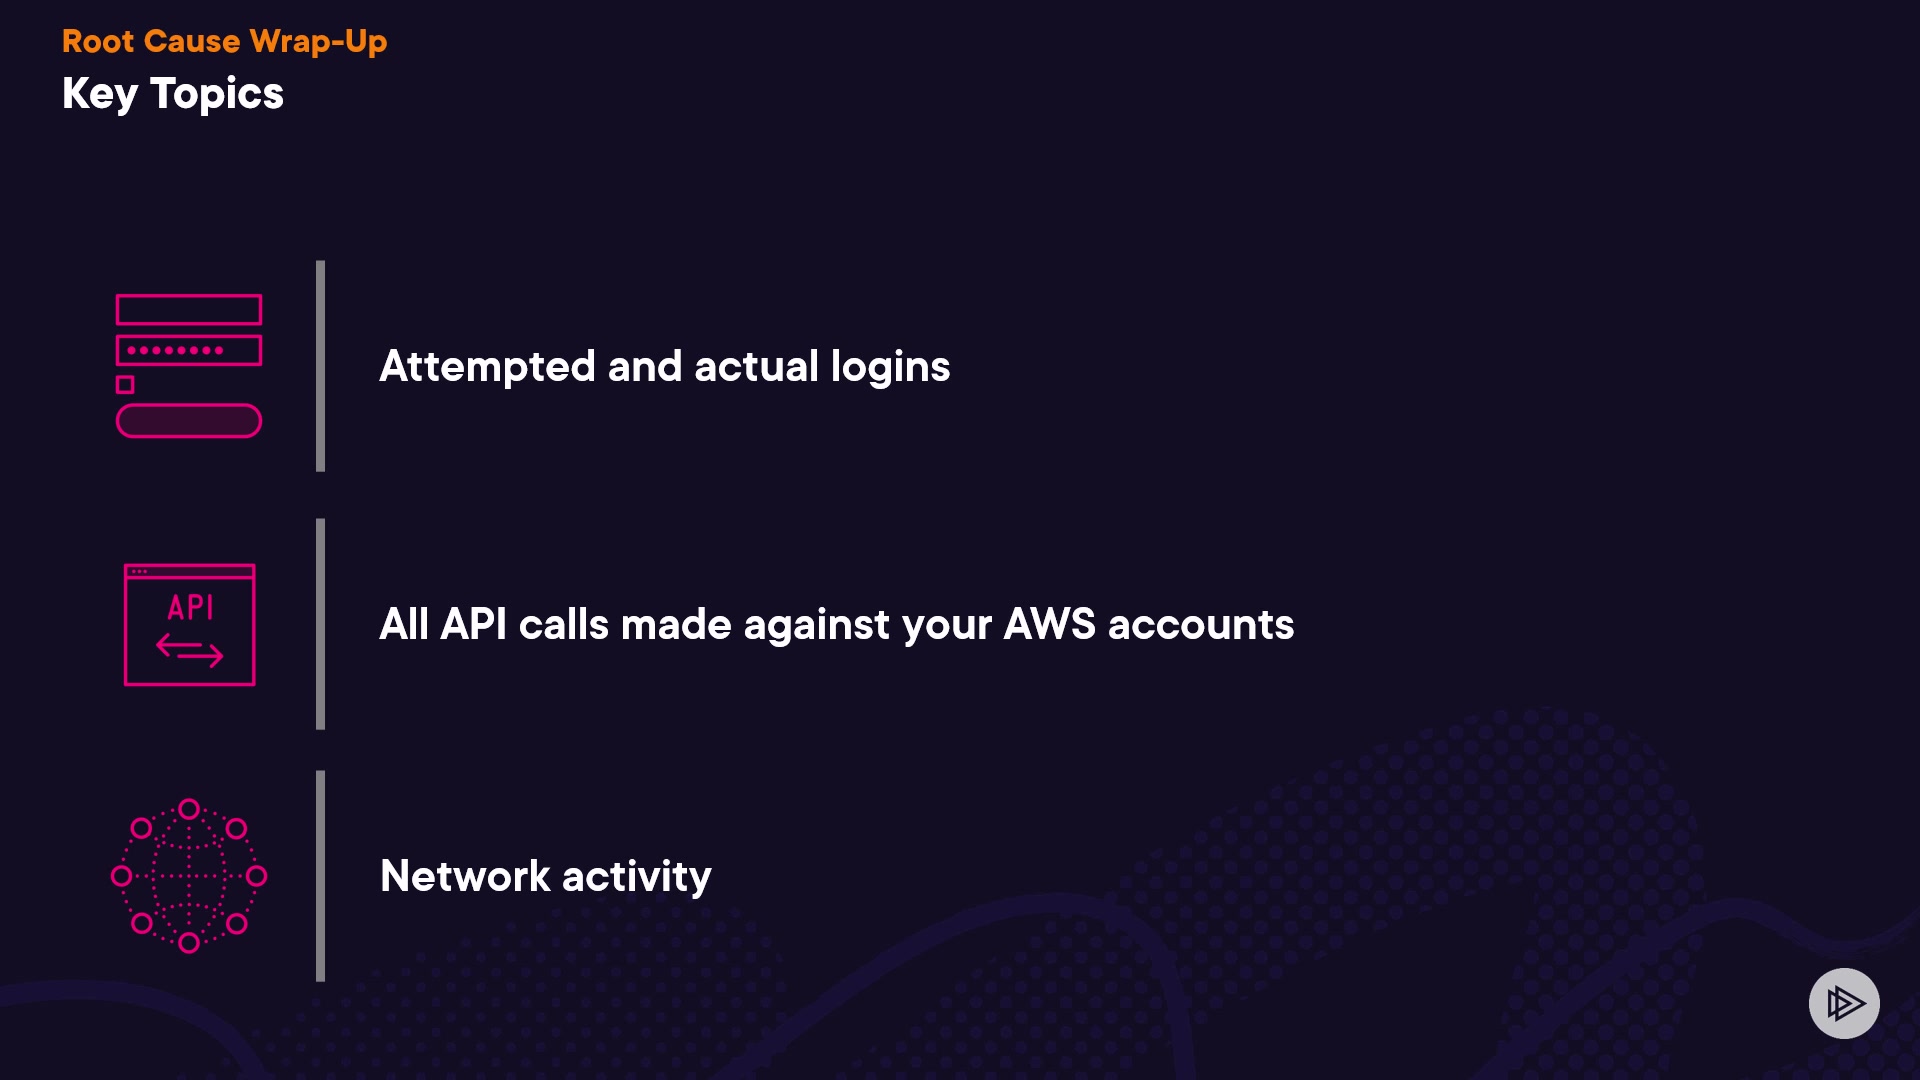 Root Cause Wrap-Up
Key Topics
Attempted and actual logins
API
All API calls made against your AWS accounts
Network activity